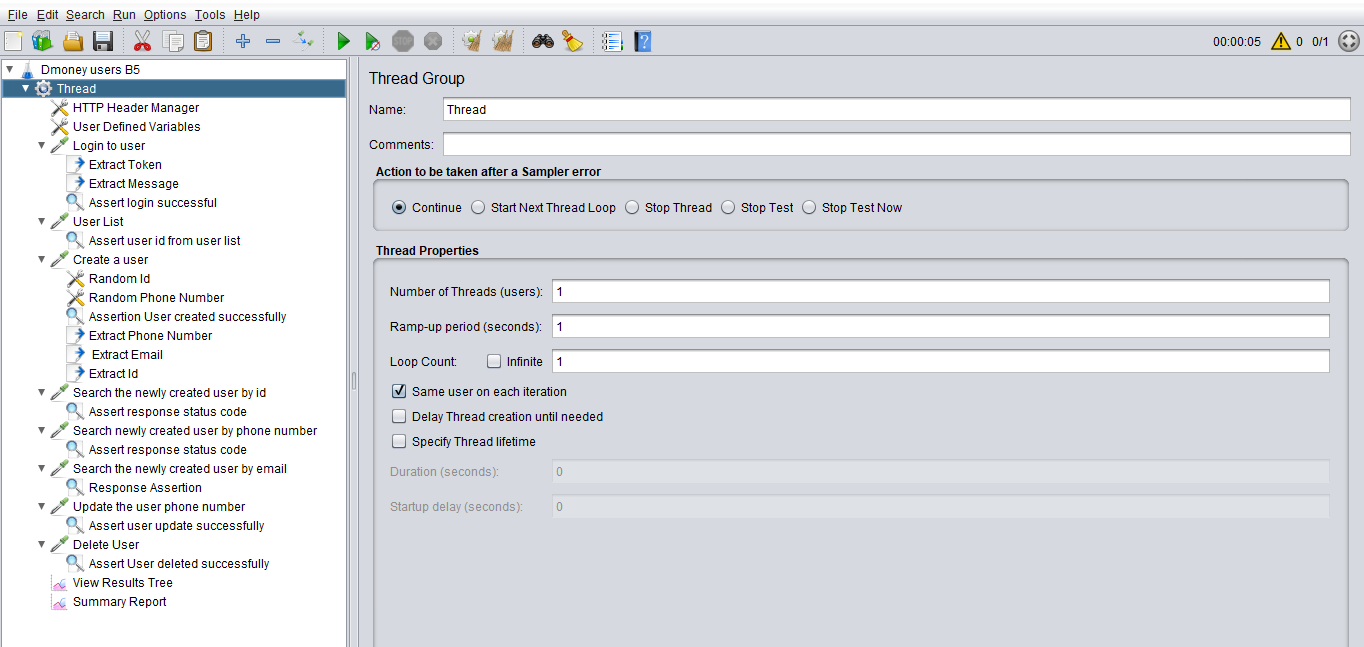 File Edit Search Run Options Tools Help
STOP
00:00:05 0 0/1
Dmoney users B5
Thread
HTTP Header Manager
User Defined Variables
Login to user
Extract Token
Extract Message
Assert login successful
User List
Assert user id from user list
Create a user
Random Id
Random Phone Number
Assertion User created successfully
Extract Phone Number
Extract Email
Extract Id
Search the newly created user by id
Assert response status code
Search newly created user by phone number
Assert response status code
Search the newly created user by email
Response Assertion
Update the user phone number
Assert user update successfully
Delete User
Assert User deleted successfully
View Results Tree
Summary Report
Thread Group
Name: Thread
Comments:
Action to be taken after a Sampler error
Continue Start Next Thread Loop Stop Thread Stop Test Stop Test Now
Thread Properties
Number of Threads (users): 1
Ramp-up period (seconds): 1
Loop Count: Infinite 1
Same user on each iteration
Delay Thread creation until needed
Specify Thread lifetime
Duration (seconds): 0
Startup delay (seconds): 0